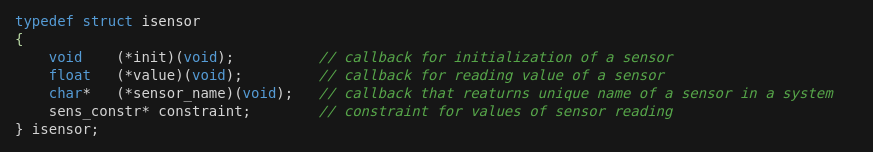 typedef struct isensor
{
    void    (*init)(void);          // callback for initialization of a sensor
    float   (*value)(void);         // callback for reading value of a sensor
    char*   (*sensor_name)(void);   // callback that reaturns unique name of a sensor in a system
    sens_constr* constraint;        // constraint for values of sensor reading
} isensor;